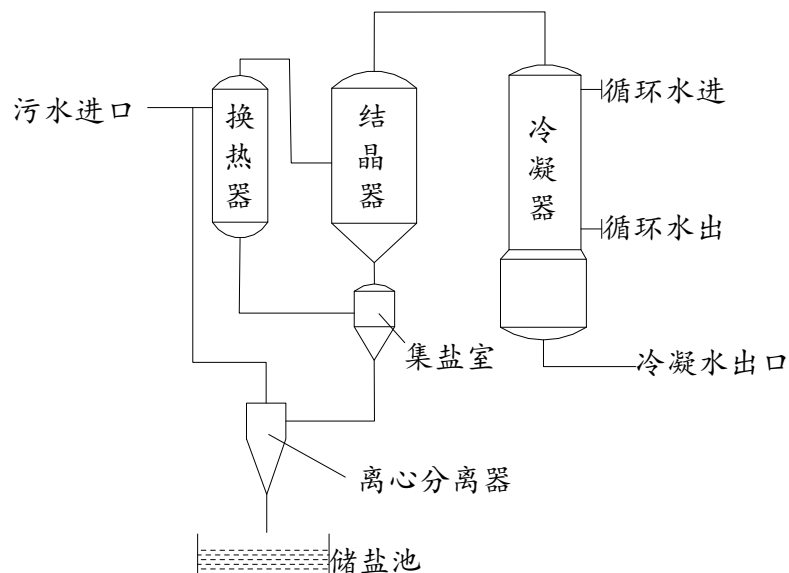 污水进口
换热器
结晶器
冷凝器
循环水进
循环水出
集盐室
冷凝水出口
离心分离器
储盐池